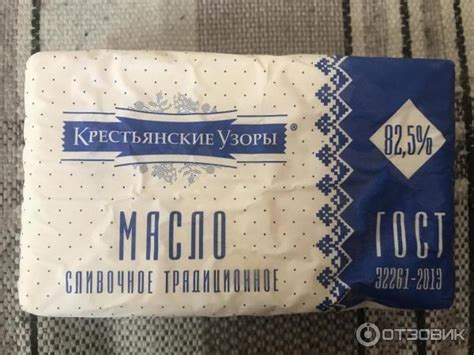 Крестьянские Узоры ®
82,5%
МАСЛО
СЛИВОЧНОЕ ТРАДИЦИОННОЕ
ГОСТ
32261-2013
ОТЗОВИК